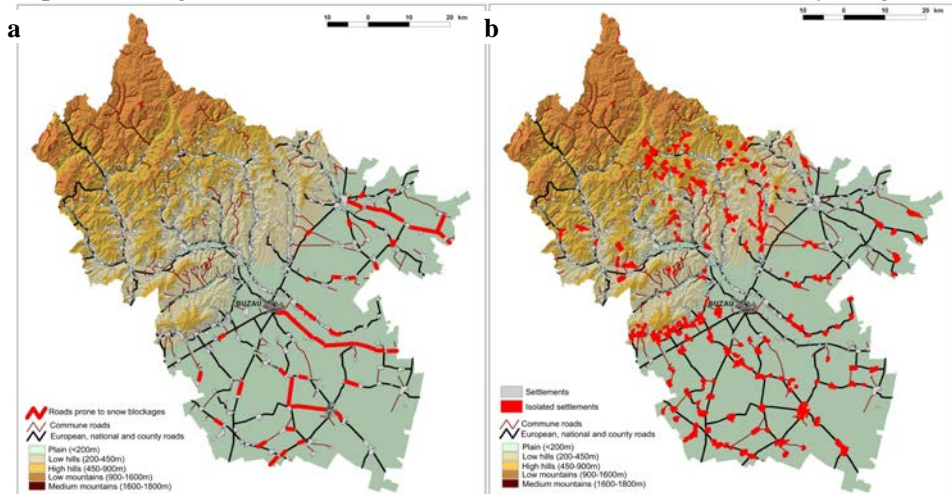 a
10 0 10 20 km
BUZAU
Roads prone to snow blockages
Commune roads
European, national and county roads
Plain (<200m)
Low hills (200-450m)
High hills (450-900m)
Low mountains (900-1600m)
Medium mountains (1600-1800m)
b
10 0 10 20 km
BUZAU
Settlements
Isolated settlements
Commune roads
European, national and county roads
Plain (<200m)
Low hills (200-450m)
High hills (450-900m)
Low mountains (900-1600m)
Medium mountains (1600-1800m)